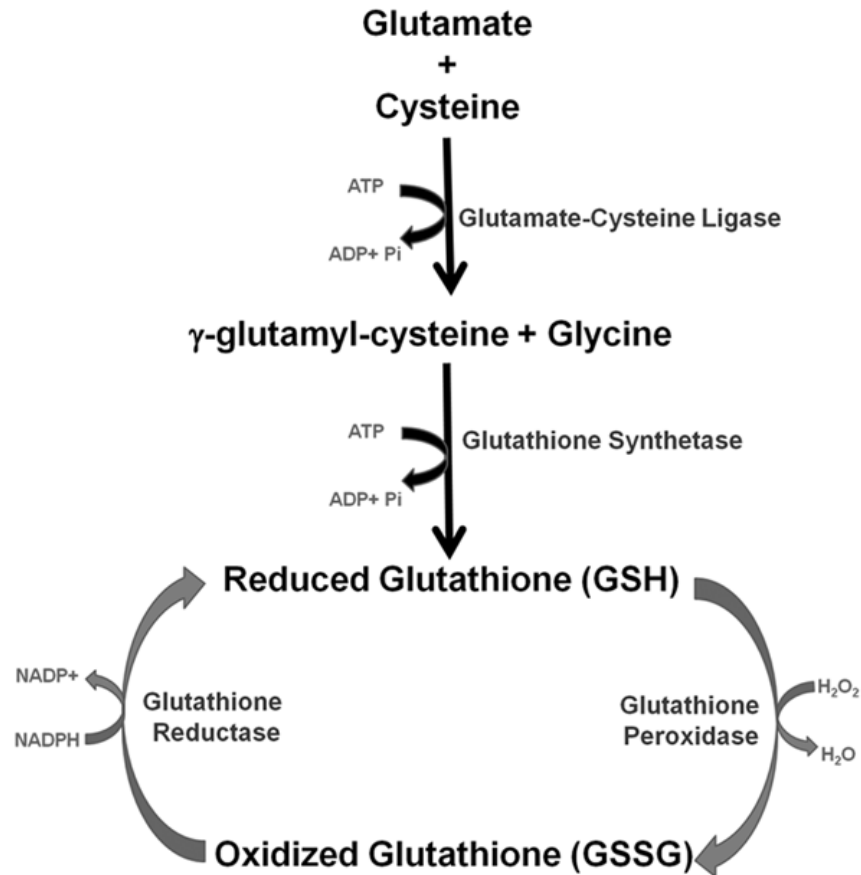 Glutamate
+
Cysteine
ATP
Glutamate-Cysteine Ligase
ADP+ Pi
γ-glutamyl-cysteine + Glycine
ATP
Glutathione Synthetase
ADP+ Pi
Reduced Glutathione (GSH)
NADP+
Glutathione
Reductase
NADPH
Glutathione
Peroxidase
H₂O₂
H₂O
Oxidized Glutathione (GSSG)